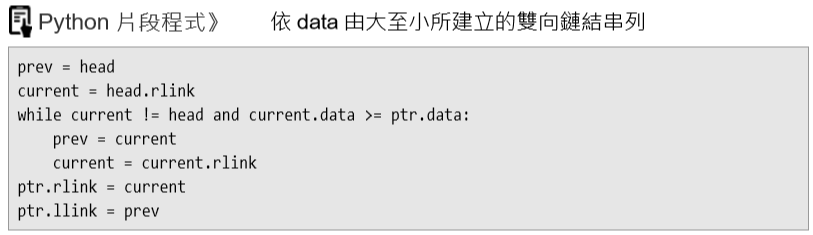 Python 片段程式》 依 data 由大至小所建立的雙向鏈結串列
prev = head
current = head.rlink
while current != head and current.data >= ptr.data:
    prev = current
    current = current.rlink
ptr.rlink = current
ptr.llink = prev